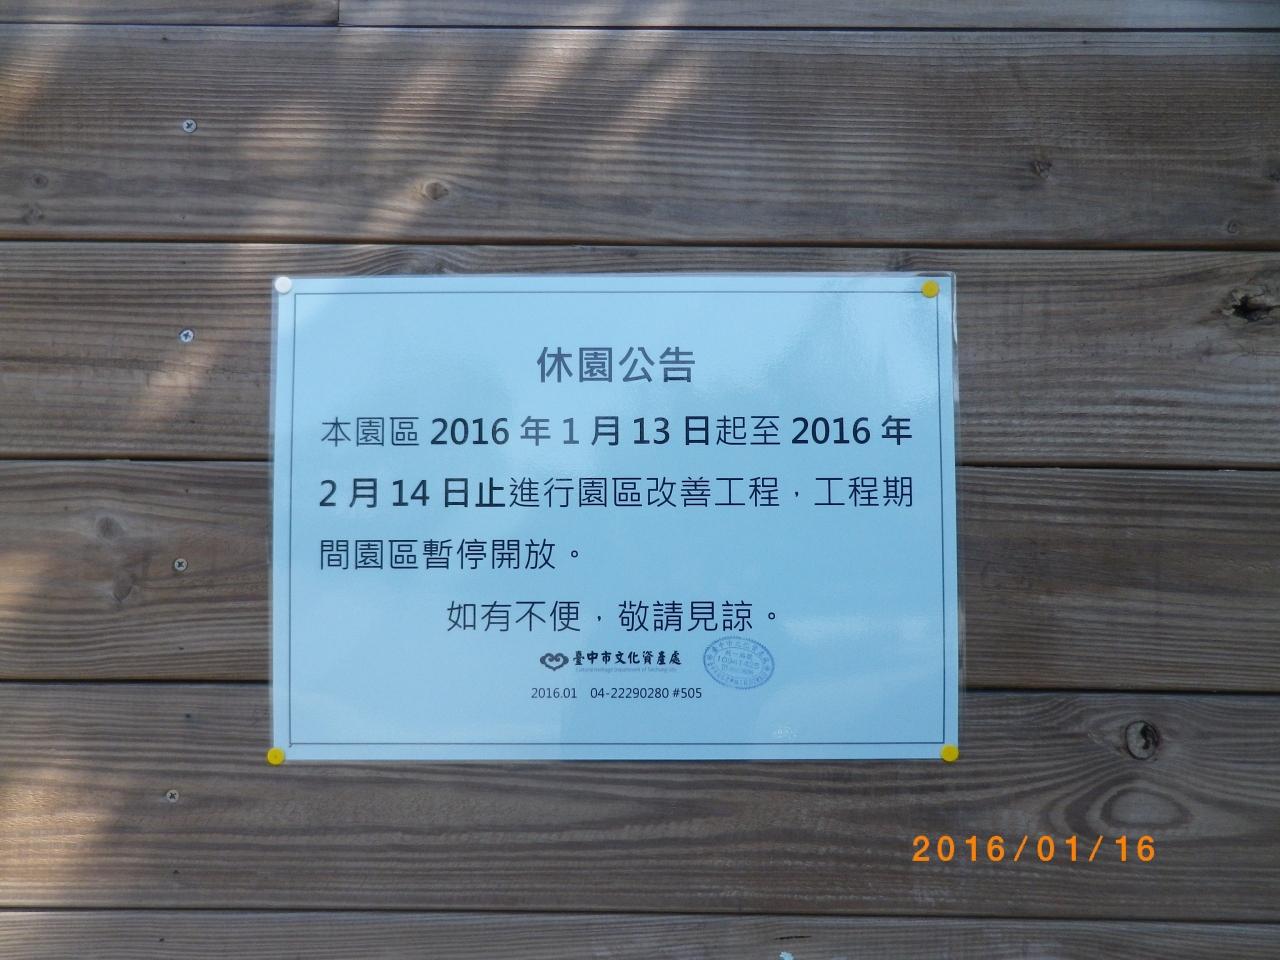 休園公告
本園區 2016 年 1 月 13 日起至 2016 年
2 月 14 日止進行園區改善工程，工程期
間園區暫停開放。
如有不便，敬請見諒。
臺中市文化資產處
2016.01 04-22290280 #505
2016/01/16